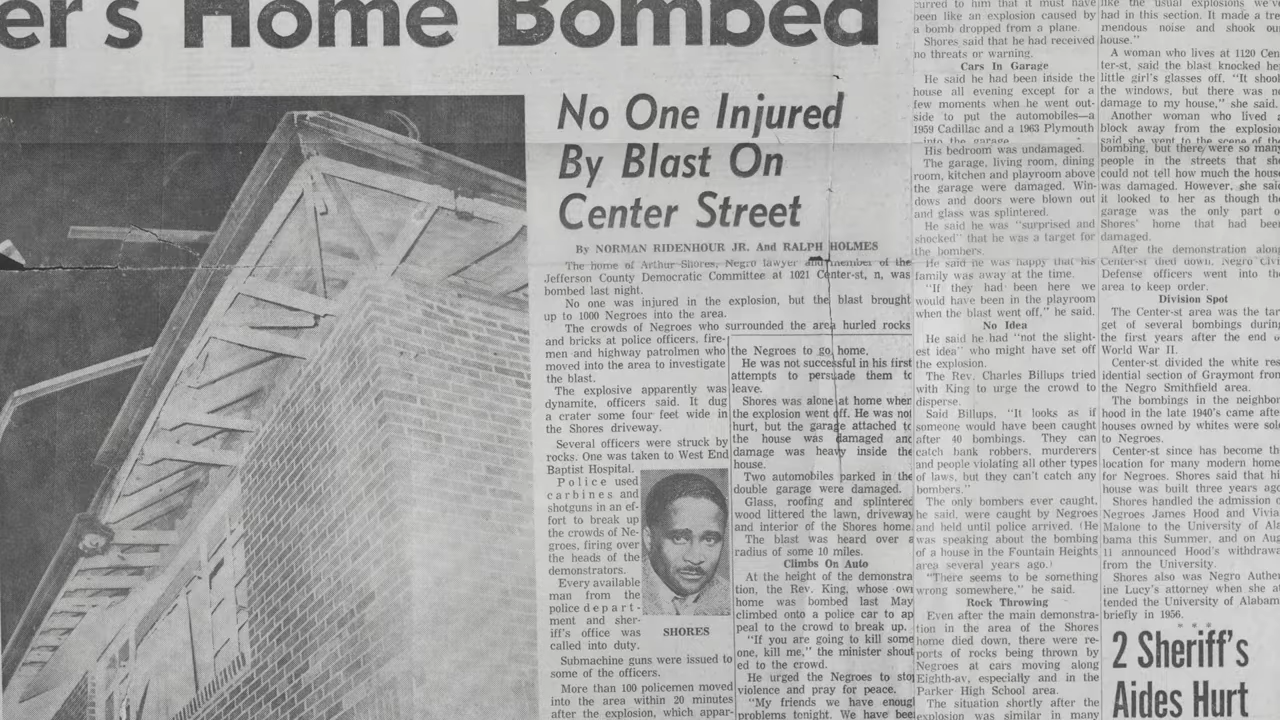 er's Home Bombed
No One Injured
By Blast On
Center Street
By NORMAN RIDENHOUR JR. And RALPH HOLMES
The home of Arthur Shores, Negro lawyer and member of the
Jefferson County Democratic Committee at 1021 Center-st, n, was
bombed last night.
No one was injured in the explosion, but the blast brought
up to 1000 Negroes into the area.
The crowds of Negroes who surrounded the area hurled rocks
and bricks at police officers, fire-
men and highway patrolmen who
moved into the area to investigate
the blast.
The explosive apparently was
dynamite, officers said. It dug
a crater some four feet wide in
the Shores driveway.
Several officers were struck by
rocks. One was taken to West End
Baptist Hospital.
Police used
carbines and
shotguns in an ef-
fort to break up
the crowds of Ne-
groes, firing over
the heads of the
demonstrators.
Every available
man from the
police depart-
ment and sher-
iff's office was
called into duty.
SHORES
Submachine guns were issued to
some of the officers.
More than 100 policemen moved
into the area within 20 minutes
after the explosion, which appar-
the Negroes to go home.
He was not successful in his first
attempts to persuade them to
leave.
Shores was alone at home when
the explosion went off. He was not
hurt, but the garage attached to
the house was damaged and
damage was heavy inside the
house.
Two automobiles parked in the
double garage were damaged.
Glass, roofing and splintered
wood littered the lawn, driveway
and interior of the Shores home.
The blast was heard over a
radius of some 10 miles.
Climbs On Auto
At the height of the demonstra
tion, the Rev. King, whose own
home was bombed last May
climbed onto a police car to ap
peal to the crowd to break up.
"If you are going to kill some
one, kill me," the minister shout
ed to the crowd.
He urged the Negroes to stop
violence and pray for peace.
"My friends we have enough
problems tonight. We have been
curred to him that it must have
been like an explosion caused by
a bomb dropped from a plane.
Shores said that he had received
no threats or warning.
Cars In Garage
He said he had been inside the
house all evening except for a
few moments when he went out-
side to put the automobiles—a
1959 Cadillac and a 1963 Plymouth
—into the garage.
His bedroom was undamaged.
The garage, living room, dining
room, kitchen and playroom above
the garage were damaged. Win-
dows and doors were blown out
and glass was splintered.
He said he was "surprised and
shocked" that he was a target for
the bombers.
He said he was happy that his
family was away at the time.
"If they had been here we
would have been in the playroom
when the blast went off," he said.
No Idea
He said he had "not the slight-
est idea" who might have set off
the explosion.
The Rev. Charles Billups tried
with King to urge the crowd to
disperse.
Said Billups, "It looks as if
someone would have been caught
after 40 bombings. They can
catch bank robbers, murderers
and people violating all other types
of laws, but they can't catch any
bombers."
The only bombers ever caught,
he said, were caught by Negroes
and held until police arrived. (He
was speaking about the bombing
of a house in the Fountain Heights
area several years ago.)
"There seems to be something
wrong somewhere," he said.
Rock Throwing
Even after the main demonstra-
tion in the area of the Shores
home died down, there were re-
ports of rocks being thrown by
Negroes at cars moving along
Eighth-av, especially and in the
Parker High School area.
The situation shortly after the
explosion was similar in many
like the usual explosions we've
had in this section. It made a tre
mendous noise and shook our
house."
A woman who lives at 1120 Cen
ter-st, said the blast knocked her
little girl's glasses off. "It shook
the windows, but there was no
damage to my house," she said.
Another woman who lived a
block away from the explosion
said she went to the scene of the
bombing, but there were so many
people in the streets that she
could not tell how much the house
was damaged. However, she said
it looked to her as though the
garage was the only part of
Shores' home that had been
damaged.
After the demonstration along
Center-st died down, Negro Civil
Defense officers went into the
area to keep order.
Division Spot
The Center-st area was the tar
get of several bombings during
the first years after the end of
World War II.
Center-st divided the white res
idential section of Graymont from
the Negro Smithfield area.
The bombings in the neighbor
hood in the late 1940's came after
houses owned by whites were sold
to Negroes.
Center-st since has become the
location for many modern homes
for Negroes. Shores said that his
house was built three years ago
Shores handled the admission
Negroes James Hood and Vivian
Malone to the University of Ala
bama this Summer, and on Aug
11 announced Hood's withdrawal
from the University.
Shores also was Negro Auther
ine Lucy's attorney when she at
tended the University of Alabama
briefly in 1956.
2 Sheriff's
Aides Hurt